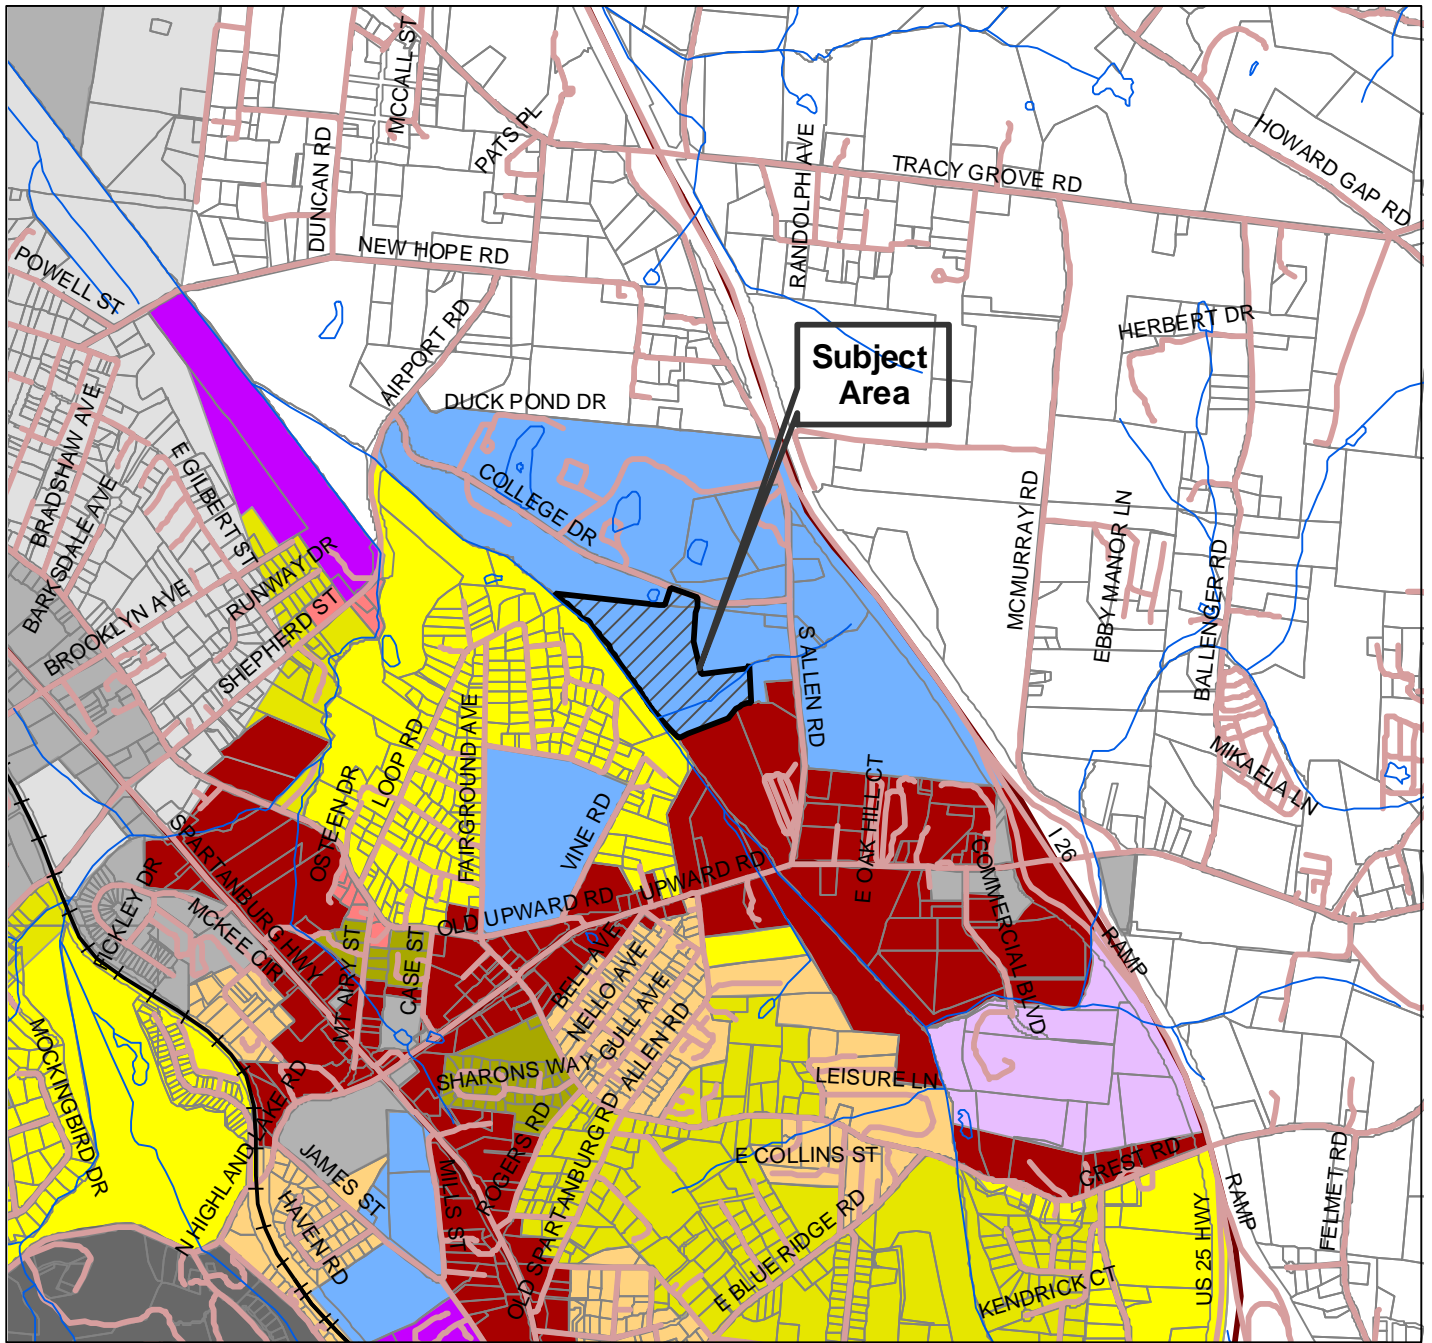 MCCALL ST
PATS PL
DUNCAN RD
RANDOLPH AVE
TRACY GROVE RD
HOWARD GAP RD
NEW HOPE RD
POWELL ST
AIRPORT RD
HERBERT DR
Subject
Area
DUCK POND DR
BRADSHAW AVE
E GILBERT ST
COLLEGE DR
BARKSDALE AVE
RUNWAY DR
BROOKLYN AVE
SHEPHERD ST
MCMURRAY RD
EBBY MANOR LN
BALLENGER RD
S ALLEN RD
LOOP RD
FAIRGROUND AVE
MIKAELA LN
OSTEEN DR
VINE RD
E OAK HILL CT
I 26
SPARTANBURG HWY
COMMERCIAL BLVD
UPWARD RD
OLD UPWARD RD
ECKLEY DR
MCKEE CIR
MT AIRY ST
CASE ST
BELL AVE
NELLO AVE
GULL AVE
ALLEN RD
RAMP
MOCKINGBIRD DR
SHARONS WAY
LEISURE LN
N HIGHLAND LAKE RD
ROGERS RD
OLD SPARTANBURG RD
E COLLINS ST
CREST RD
JAMES ST
HAVEN RD
MILLS ST
E BLUE RIDGE RD
KENDRICK CT
US 25 HWY
RAMP
FELMET RD